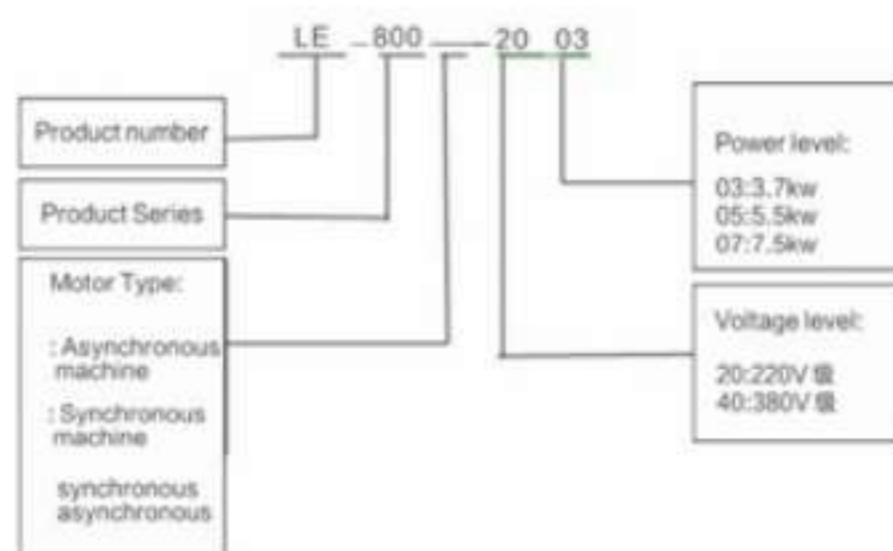 LE-800 - 20 03
Product number
Product Series
Motor Type:
: Asynchronous
machine
: Synchronous
machine
synchronous
asynchronous
Power level:
03:3.7kw
05:5.5kw
07:7.5kw
Voltage level:
20:220V 级
40:380V 级